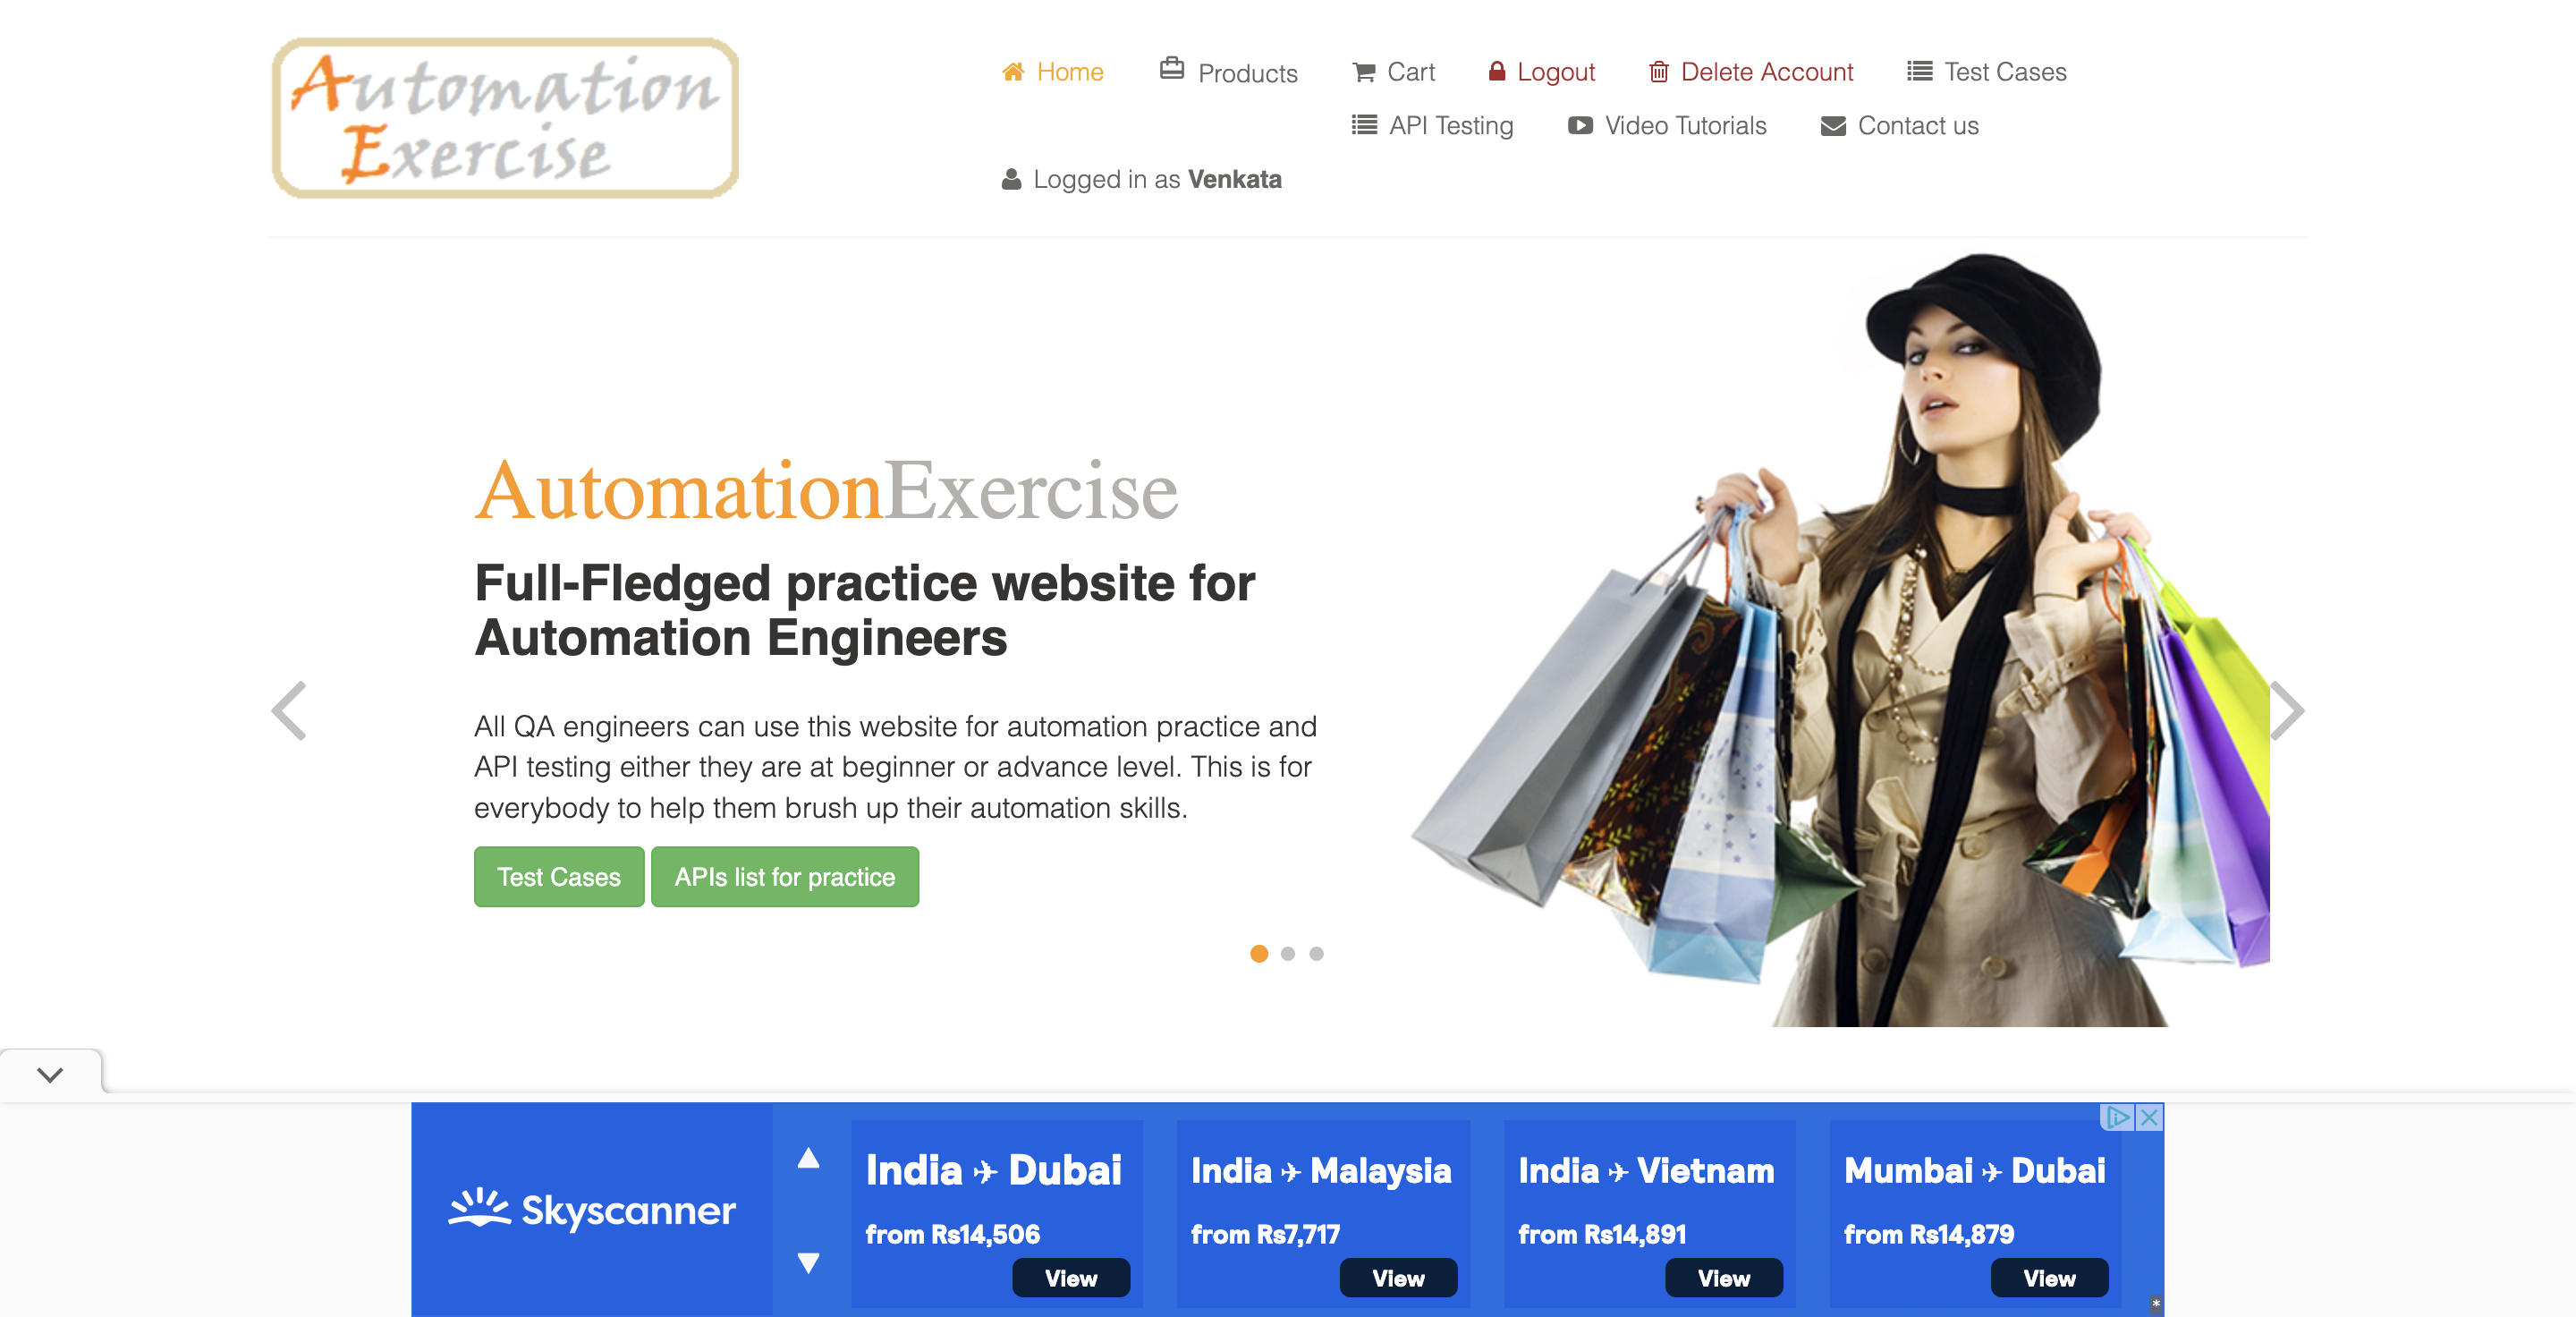 Automation
Exercise
Home Products Cart Logout Delete Account Test Cases
API Testing Video Tutorials Contact us
Logged in as Venkata
AutomationExercise
Full-Fledged practice website for
Automation Engineers
All QA engineers can use this website for automation practice and
API testing either they are at beginner or advance level. This is for
everybody to help them brush up their automation skills.
Test Cases APIs list for practice
Skyscanner
India ✈ Dubai
from Rs14,506
View
India ✈ Malaysia
from Rs7,717
View
India ✈ Vietnam
from Rs14,891
View
Mumbai ✈ Dubai
from Rs14,879
View
*